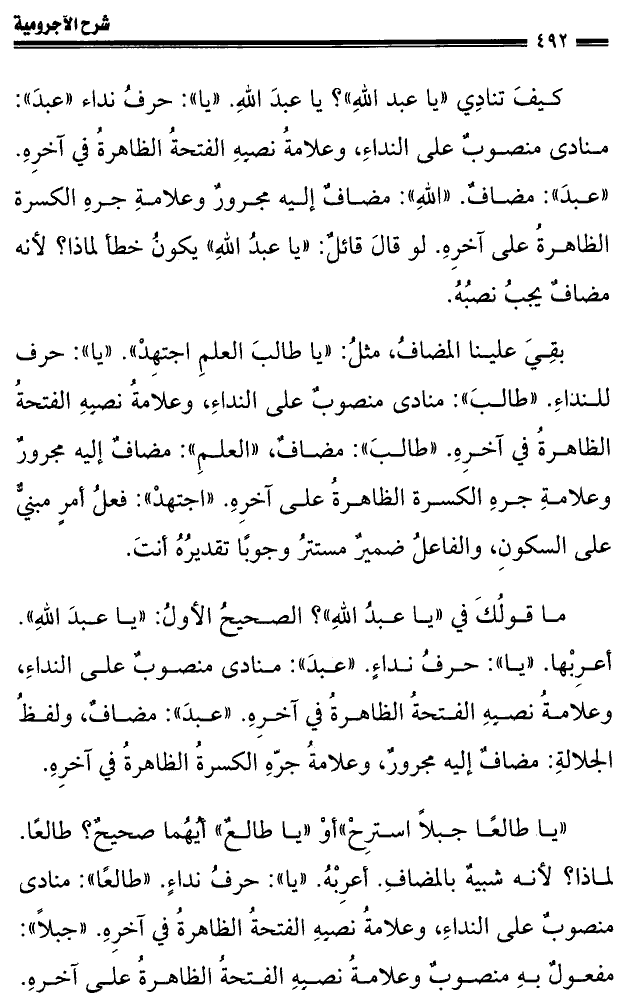 شرح الآجرومية
٤٩٢
كيفَ تنادِي «يا عبد اللهِ»؟ يا عبدَ اللهِ. «يا»: حرفُ نداء «عبدَ»:
منادى منصوبٌ على النداءِ، وعلامةُ نصبِهِ الفتحةُ الظاهرةُ في آخرِهِ.
«عبدَ»: مضافٌ. «اللهِ»: مضافٌ إليه مجرورٌ وعلامةِ جرهِ الكسرة
الظاهرةُ على آخرِهِ. لو قالَ قائلٌ: «يا عبدُ اللهِ» يكونُ خطأ لماذا؟ لأنه
مضافٌ يجبُ نصبُهُ.
بقِيَ علينا المضافُ، مثلُ: «يا طالبَ العلمِ اجتهدْ». «يا»: حرف
للنداءِ. «طالبَ»: منادى منصوبٌ على النداءِ، وعلامةُ نصبِهِ الفتحةُ
الظاهرةُ في آخرِهِ. «طالبَ»: مضافٌ، «العلمِ»: مضافٌ إليه مجرورٌ
وعلامةِ جرهِ الكسرة الظاهرةُ على آخرِهِ. «اجتهدْ»: فعلُ أمرٍ مبنيٌّ
على السكونِ، والفاعلُ ضميرٌ مستترُ وجوبًا تقديرُهُ أنتَ.
ما قولُكَ في «يا عبدُ اللهِ»؟ الصحيحُ الأولُ: «يا عبدَ اللهِ».
أعرِبْها. «يا»: حرفُ نداءٍ. «عبدَ»: منادى منصوبٌ على النداءِ،
وعلامةُ نصبِهِ الفتحةُ الظاهرةُ في آخرِهِ. «عبدَ»: مضافٌ، ولفظُ
الجلالةِ: مضافٌ إليه مجرورٌ، وعلامةُ جرّهِ الكسرةُ الظاهرةُ في آخرِهِ.
«يا طالعًا جبلاً استرحْ» أوْ «يا طالعٌ» أيُهما صحيحٌ؟ طالعًا.
لماذا؟ لأنه شبيهٌ بالمضافِ. أعربْهُ. «يا»: حرفُ نداءٍ. «طالعًا»: منادى
منصوبٌ على النداءِ، وعلامةُ نصبِهِ الفتحةُ الظاهرةُ في آخرِهِ. «جبلاً»:
مفعولٌ بهِ منصوبٌ وعلامةُ نصبِهِ الفتحةُ الظاهرةُ على آخرِهِ.